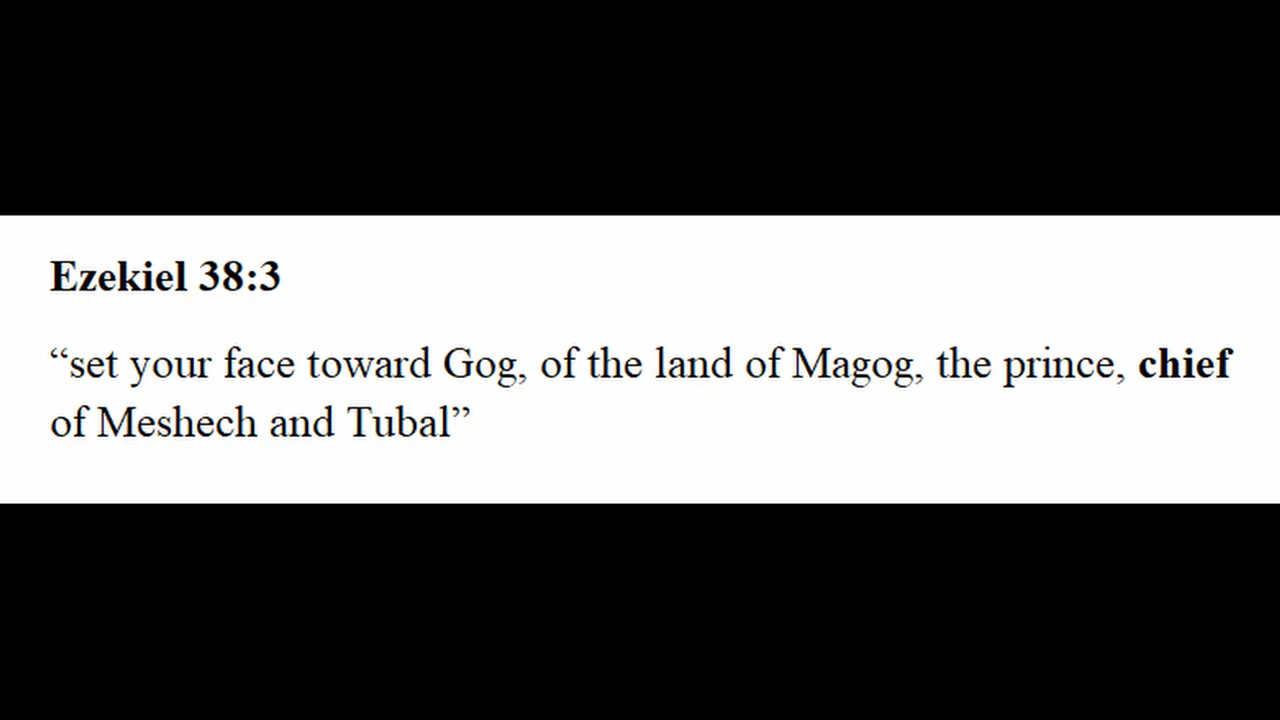 Ezekiel 38:3
“set your face toward Gog, of the land of Magog, the prince, chief
of Meshech and Tubal”